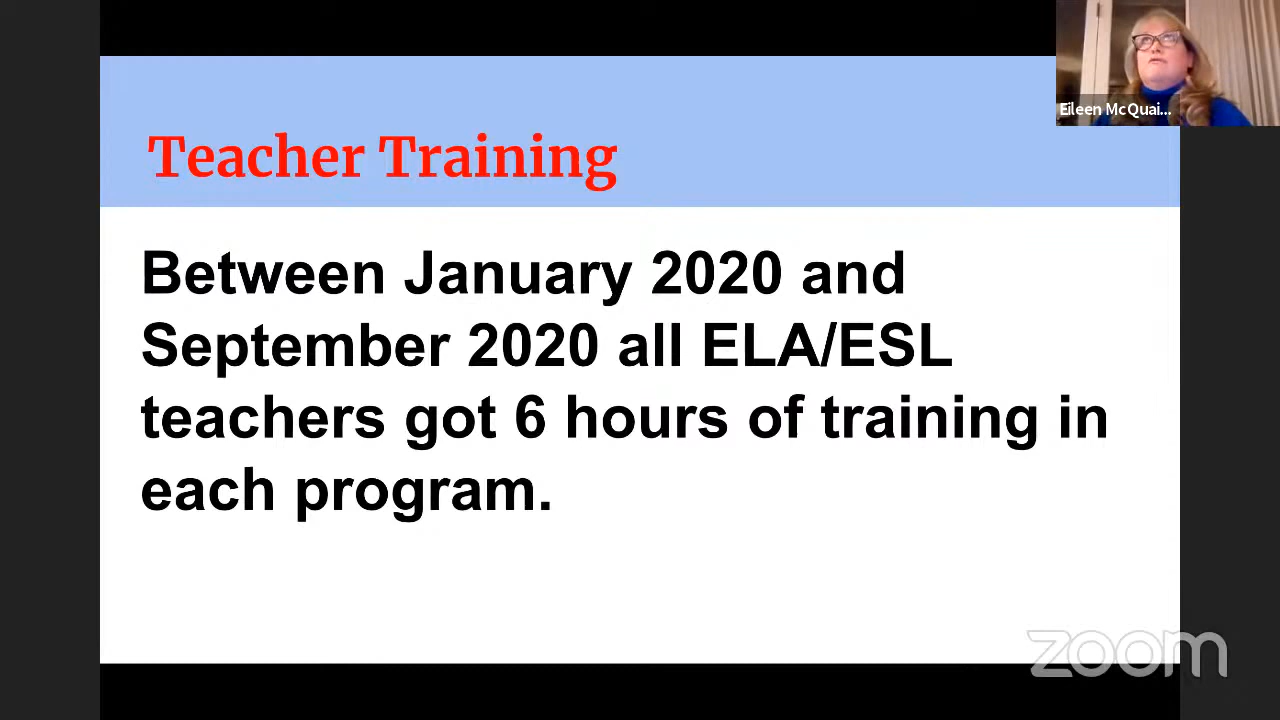 Eileen McQuai...
Teacher Training
Between January 2020 and
September 2020 all ELA/ESL
teachers got 6 hours of training in
each program.
zoom